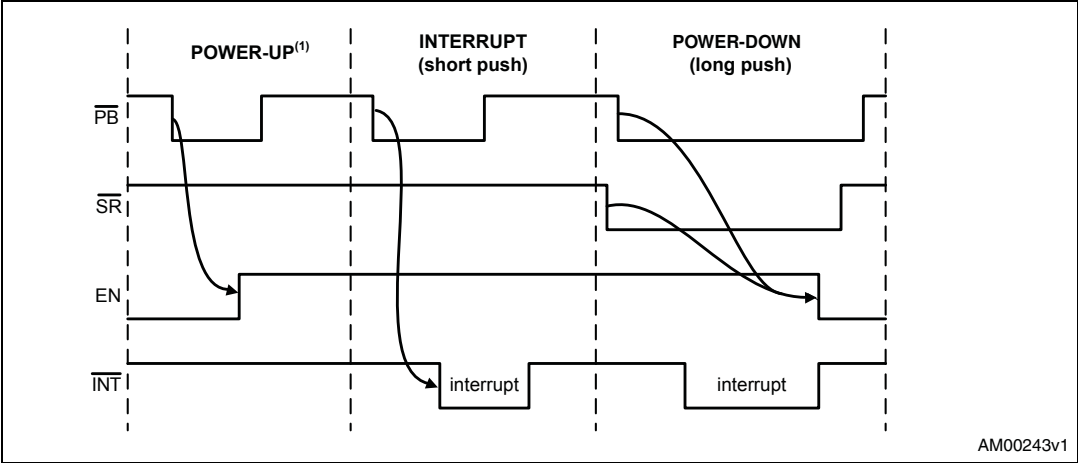 POWER-UP(1)
INTERRUPT
(short push)
POWER-DOWN
(long push)
PB
SR
EN
INT
interrupt
interrupt
AM00243v1